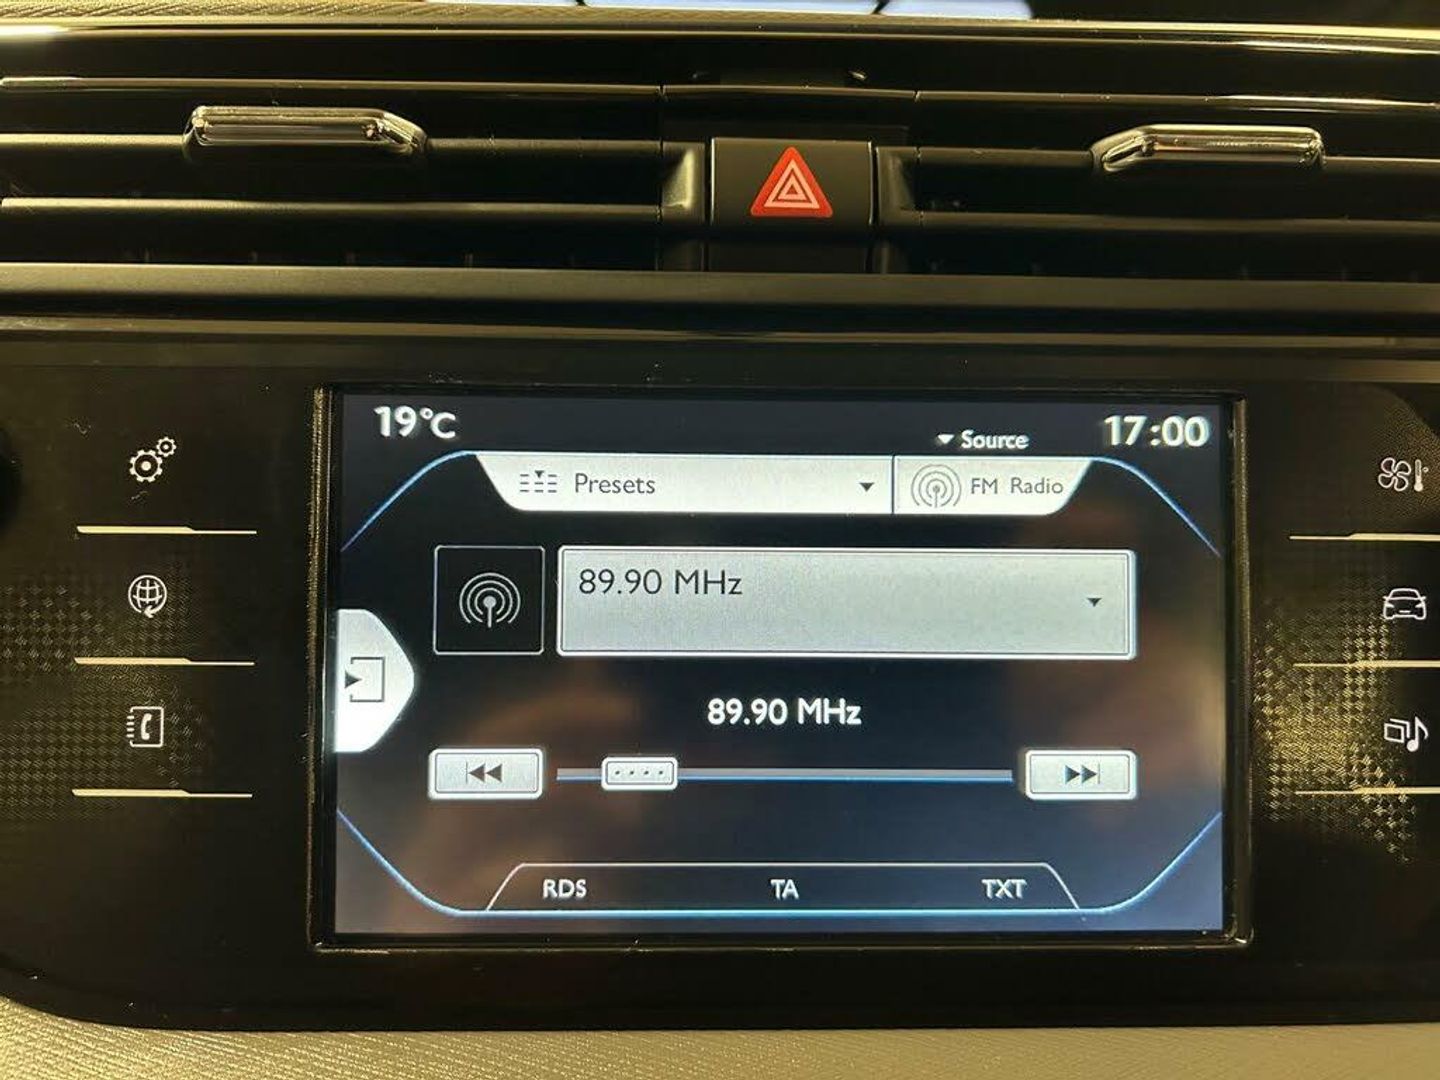 19°C
Source
17:00
Presets
FM Radio
89.90 MHz
89.90 MHz
RDS
TA
TXT